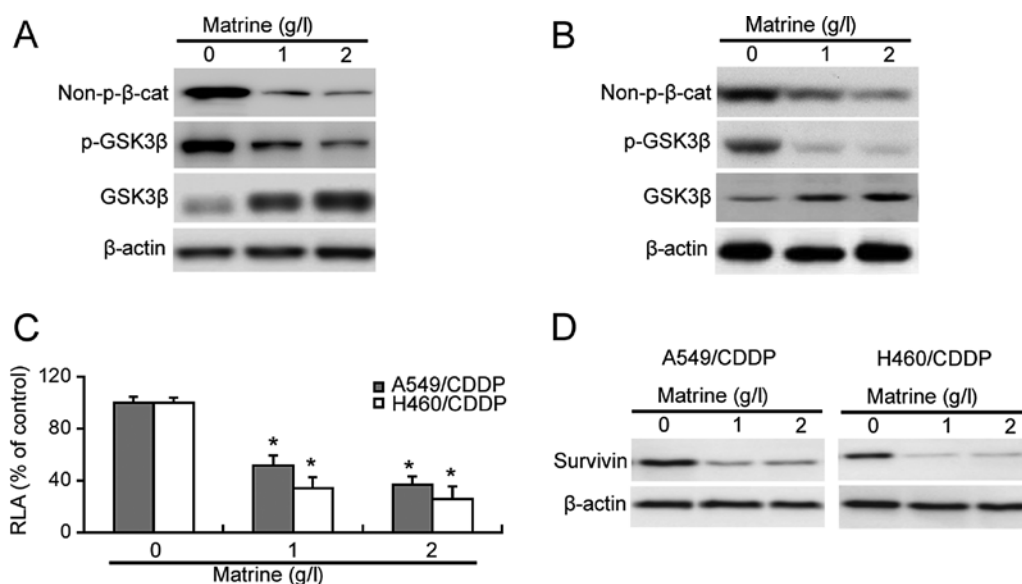 A
Matrine (g/l)
0 1 2
Non-p-β-cat
p-GSK3β
GSK3β
β-actin
B
Matrine (g/l)
0 1 2
Non-p-β-cat
p-GSK3β
GSK3β
β-actin
C
RLA (% of control)
120
80
40
0
A549/CDDP
H460/CDDP
* * * *
0 1 2
Matrine (g/l)
D
A549/CDDP H460/CDDP
Matrine (g/l) Matrine (g/l)
0 1 2 0 1 2
Survivin
β-actin